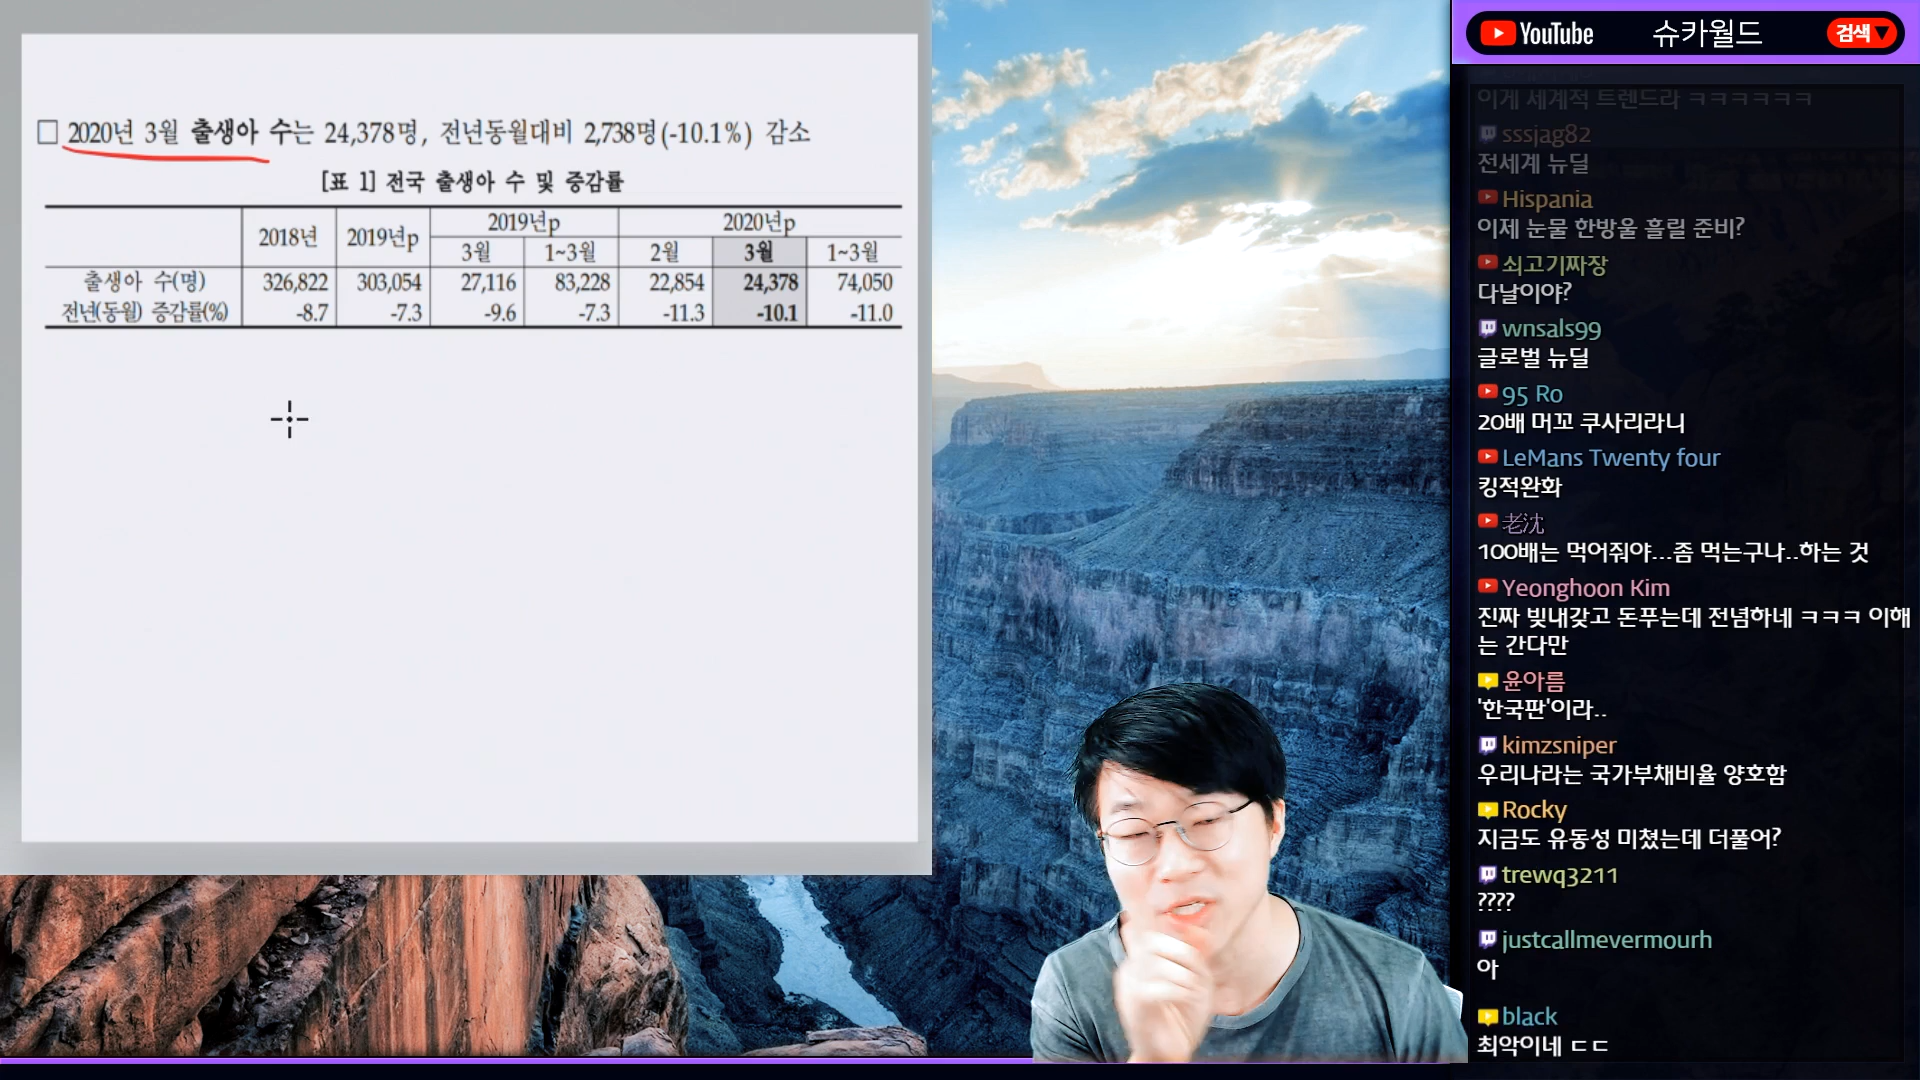 □ 2020년 3월 출생아 수는 24,378명, 전년동월대비 2,738명(-10.1%) 감소
[표 1] 전국 출생아 수 및 증감률
2018년 2019년p 2019년p 2020년p
3월 1~3월 2월 3월 1~3월
출생아 수(명) 326,822 303,054 27,116 83,228 22,854 24,378 74,050
전년(동월) 증감률(%) -8.7 -7.3 -9.6 -7.3 -11.3 -10.1 -11.0
YouTube 슈카월드 검색▼
이게 세계적 트렌드라 ㅋㅋㅋㅋㅋㅋ
sssjag82
전세계 뉴딜
Hispania
이제 눈물 한방울 흘릴 준비?
쇠고기짜장
다날이야?
wnsals99
글로벌 뉴딜
95 Ro
20배 머꼬 쿠사리라니
LeMans Twenty four
킹적완화
老沈
100배는 먹어줘야...좀 먹는구나..하는 것
Yeonghoon Kim
진짜 빚내갖고 돈푸는데 전념하네 ㅋㅋㅋ 이해
는 간다만
윤아름
'한국판'이라..
kimzsniper
우리나라는 국가부채비율 양호함
Rocky
지금도 유동성 미쳤는데 더풀어?
trewq3211
????
justcallmevermourh
아
black
최악이네 ㄷㄷ